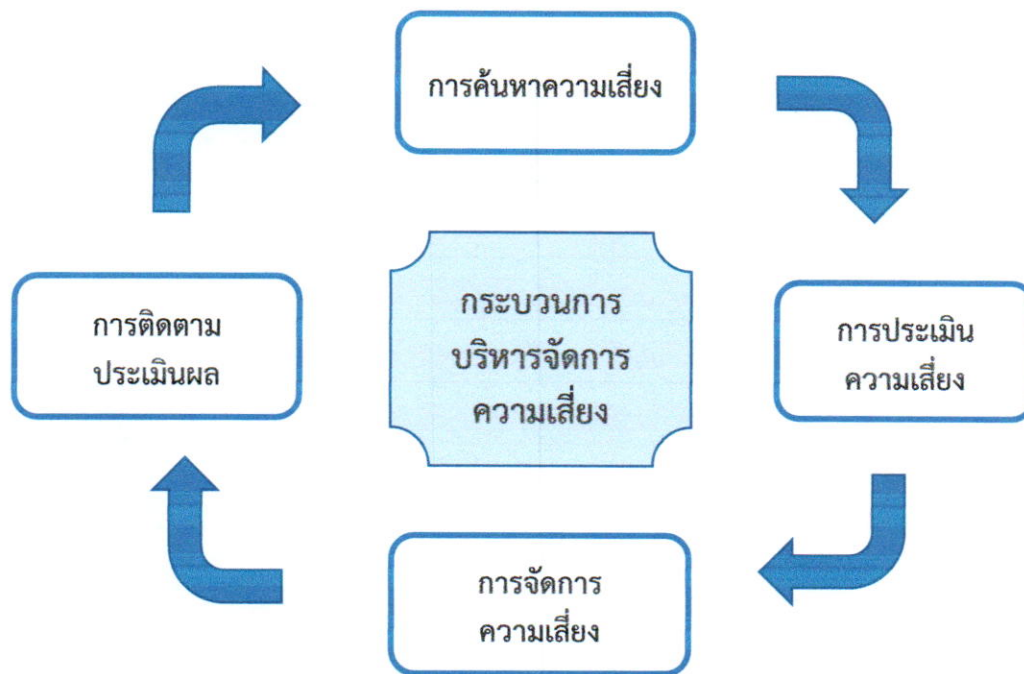 การค้นหาความเสี่ยง
การประเมิน
ความเสี่ยง
การจัดการ
ความเสี่ยง
การติดตาม
ประเมินผล
กระบวนการ
บริหารจัดการ
ความเสี่ยง